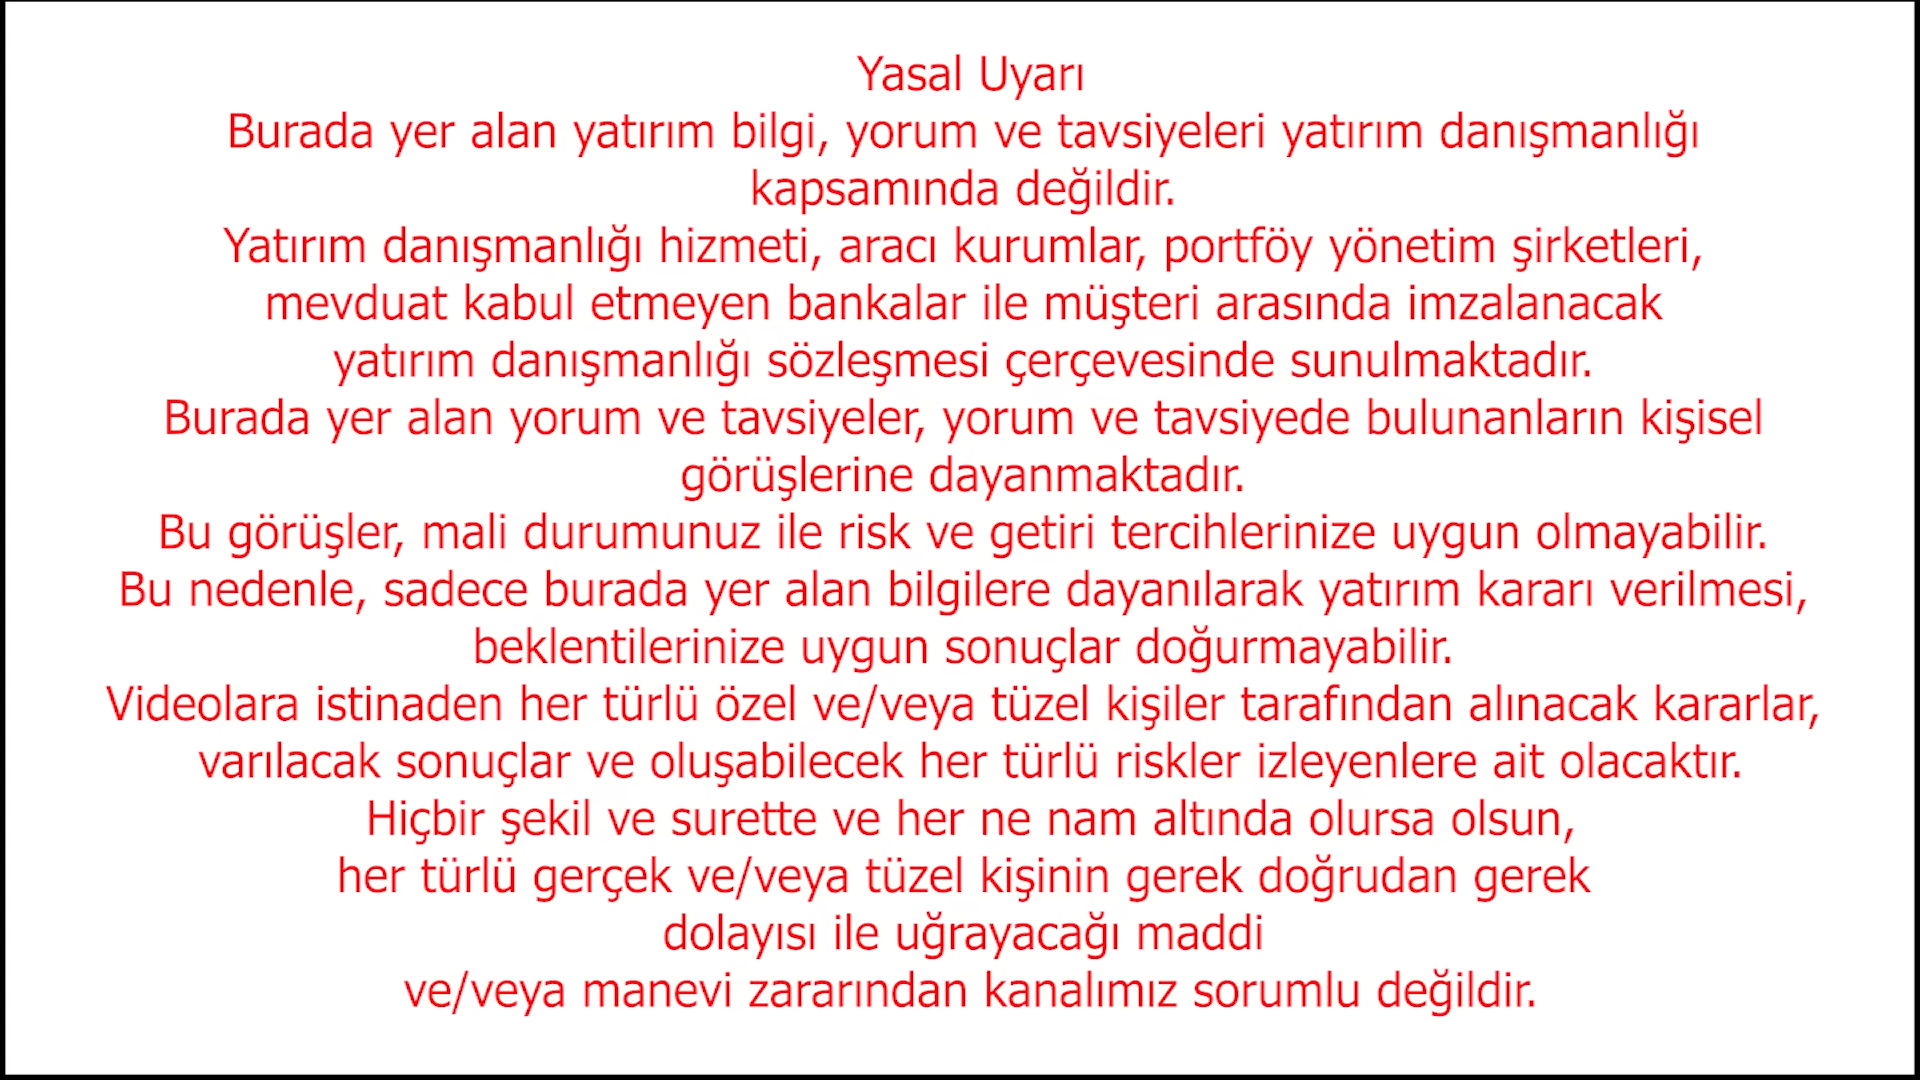 Yasal Uyarı
Burada yer alan yatırım bilgi, yorum ve tavsiyeleri yatırım danışmanlığı
kapsamında değildir.
Yatırım danışmanlığı hizmeti, aracı kurumlar, portföy yönetim şirketleri,
mevduat kabul etmeyen bankalar ile müşteri arasında imzalanacak
yatırım danışmanlığı sözleşmesi çerçevesinde sunulmaktadır.
Burada yer alan yorum ve tavsiyeler, yorum ve tavsiyede bulunanların kişisel
görüşlerine dayanmaktadır.
Bu görüşler, mali durumunuz ile risk ve getiri tercihlerinize uygun olmayabilir.
Bu nedenle, sadece burada yer alan bilgilere dayanılarak yatırım kararı verilmesi,
beklentilerinize uygun sonuçlar doğurmayabilir.
Videolara istinaden her türlü özel ve/veya tüzel kişiler tarafından alınacak kararlar,
varılacak sonuçlar ve oluşabilecek her türlü riskler izleyenlere ait olacaktır.
Hiçbir şekil ve surette ve her ne nam altında olursa olsun,
her türlü gerçek ve/veya tüzel kişinin gerek doğrudan gerek
dolayısı ile uğrayacağı maddi
ve/veya manevi zararından kanalımız sorumlu değildir.